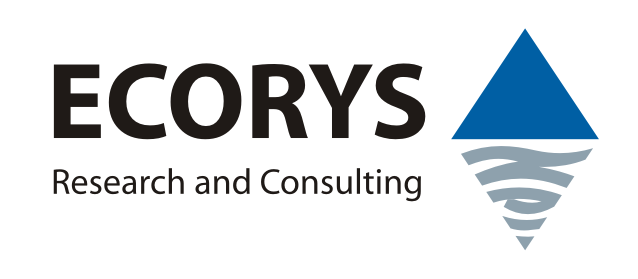 ECORYS
Research and Consulting